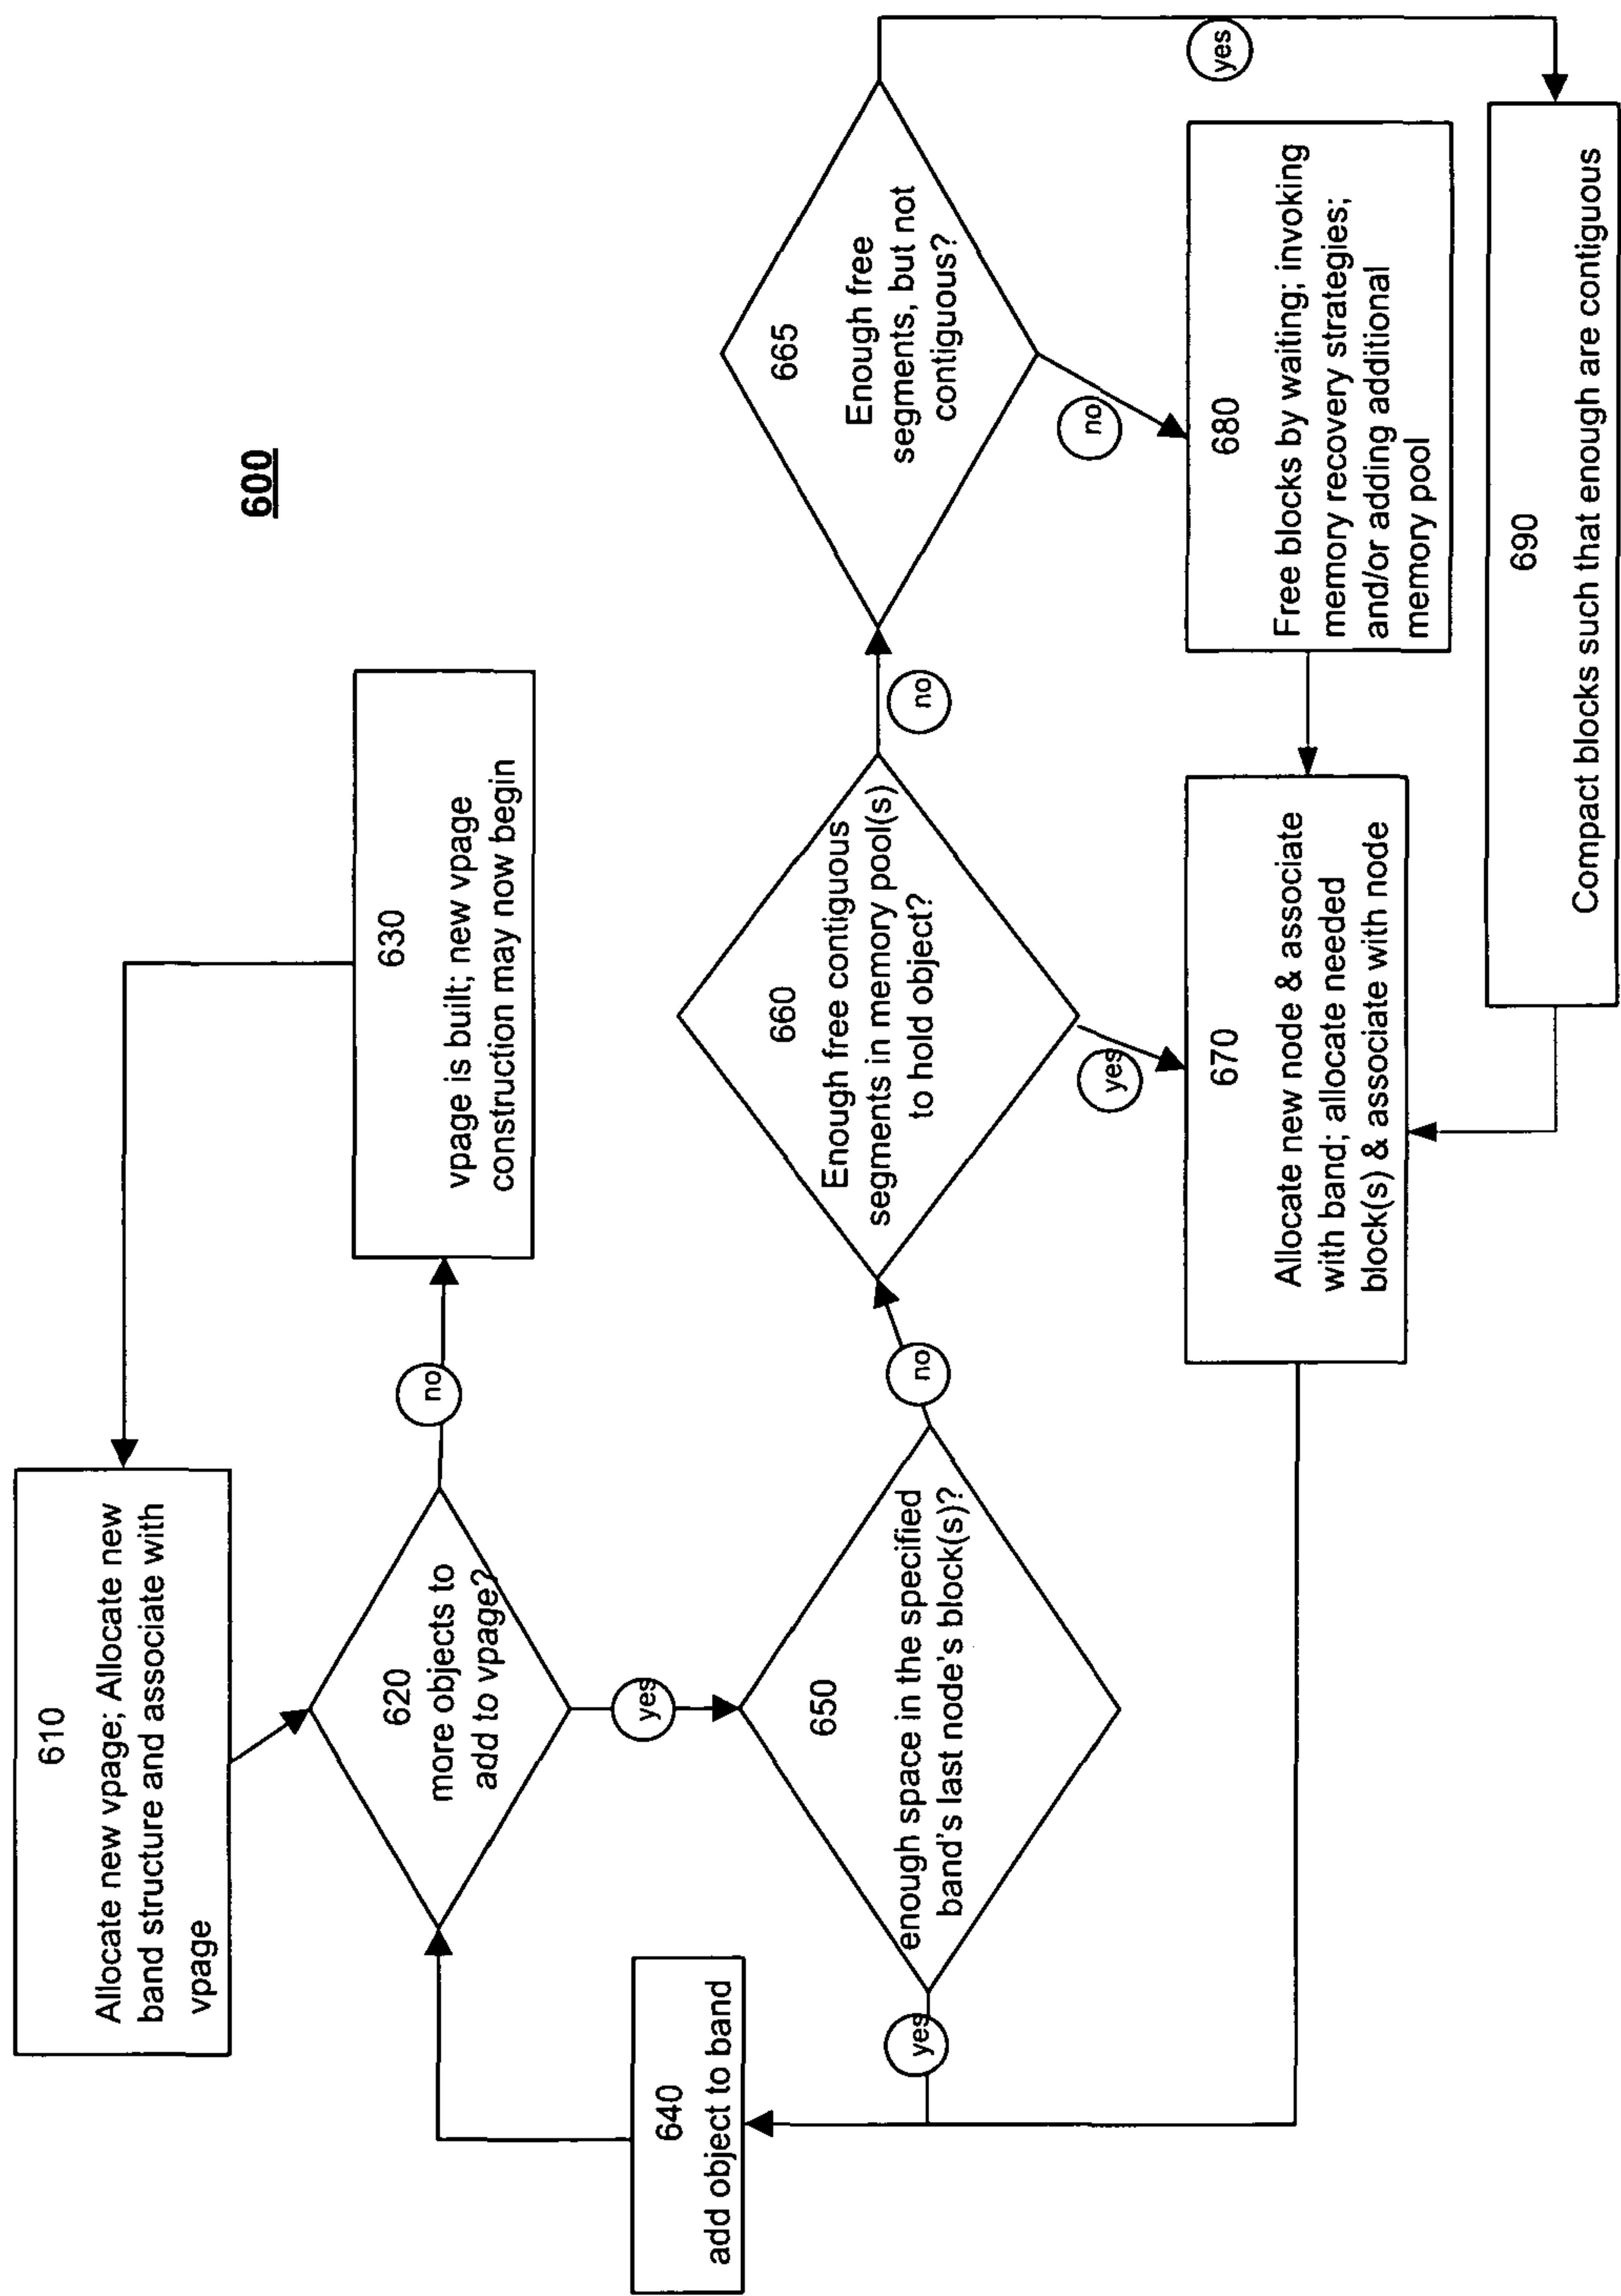 600
610
Allocate new vpage; Allocate new
band structure and associate with
vpage
620
more objects to
add to vpage?
no
630
vpage is built; new vpage
construction may now begin
yes
640
add object to band
650
enough space in the specified
band's last node's block(s)?
yes
no
660
Enough free contiguous
segments in memory pool(s)
to hold object?
no
yes
665
Enough free
segments, but not
contiguous?
no
yes
670
Allocate new node & associate
with band; allocate needed
block(s) & associate with node
680
Free blocks by waiting; invoking
memory recovery strategies;
and/or adding additional
memory pool
690
Compact blocks such that enough are contiguous